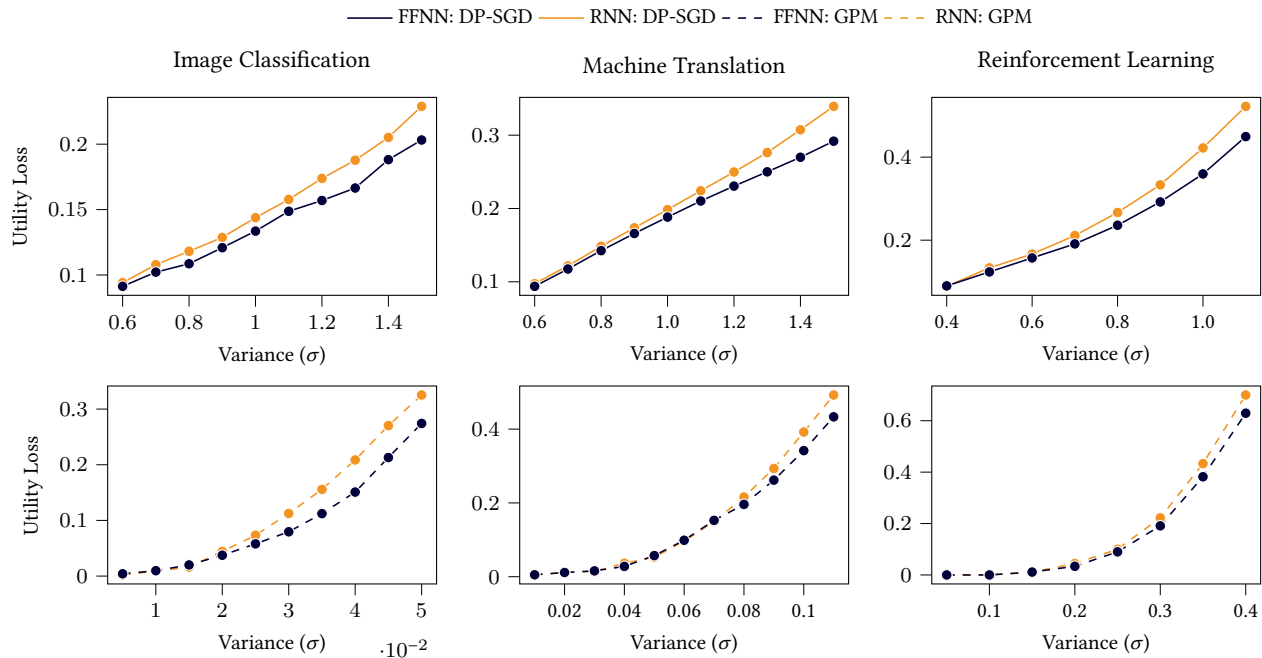 FFNN: DP-SGD RNN: DP-SGD FFNN: GPM RNN: GPM
Image Classification Machine Translation Reinforcement Learning
Utility Loss
0.2
0.15
0.1
0.6 0.8 1 1.2 1.4
Variance (σ)
0.3
0.2
0.1
0.6 0.8 1.0 1.2 1.4
Variance (σ)
0.4
0.2
0.4 0.6 0.8 1.0
Variance (σ)
Utility Loss
0.3
0.2
0.1
0
1 2 3 4 5
Variance (σ)
·10⁻²
0.4
0.2
0
0.02 0.04 0.06 0.08 0.1
Variance (σ)
0.6
0.4
0.2
0
0.1 0.2 0.3 0.4
Variance (σ)